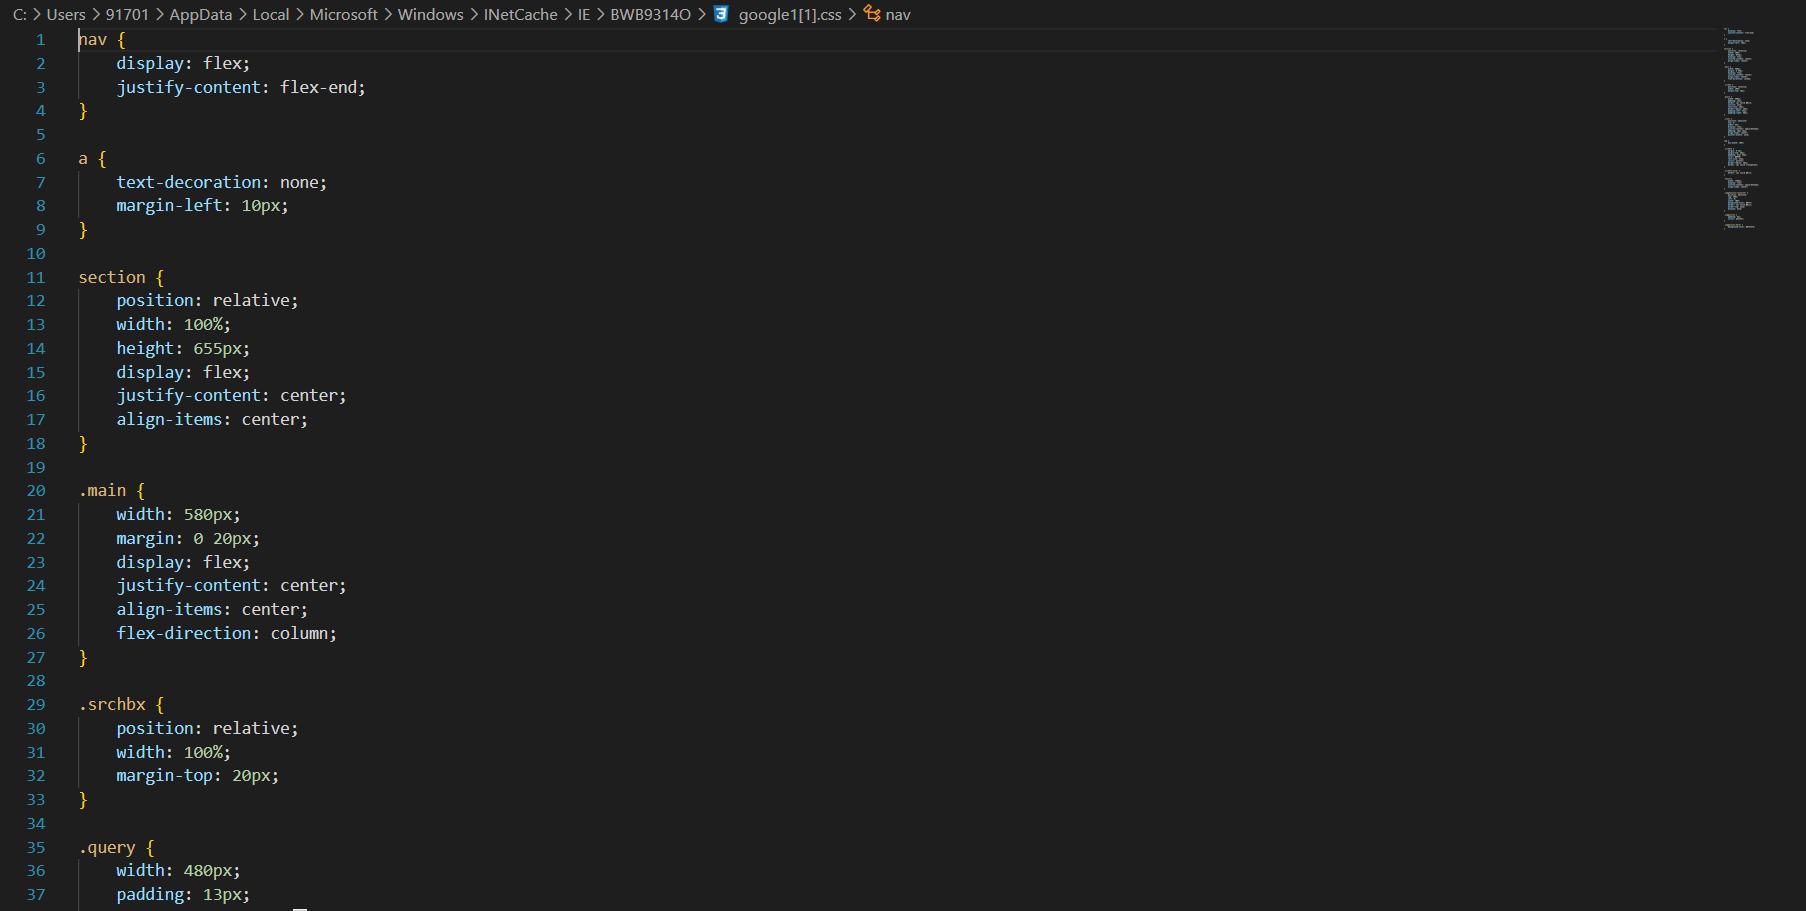 C: > Users > 91701 > AppData > Local > Microsoft > Windows > INetCache > IE > BWB9314O > google1[1].css > nav
1 nav {
2     display: flex;
3     justify-content: flex-end;
4 }
5
6 a {
7     text-decoration: none;
8     margin-left: 10px;
9 }
10
11 section {
12     position: relative;
13     width: 100%;
14     height: 655px;
15     display: flex;
16     justify-content: center;
17     align-items: center;
18 }
19
20 .main {
21     width: 580px;
22     margin: 0 20px;
23     display: flex;
24     justify-content: center;
25     align-items: center;
26     flex-direction: column;
27 }
28
29 .srchbx {
30     position: relative;
31     width: 100%;
32     margin-top: 20px;
33 }
34
35 .query {
36     width: 480px;
37     padding: 13px;